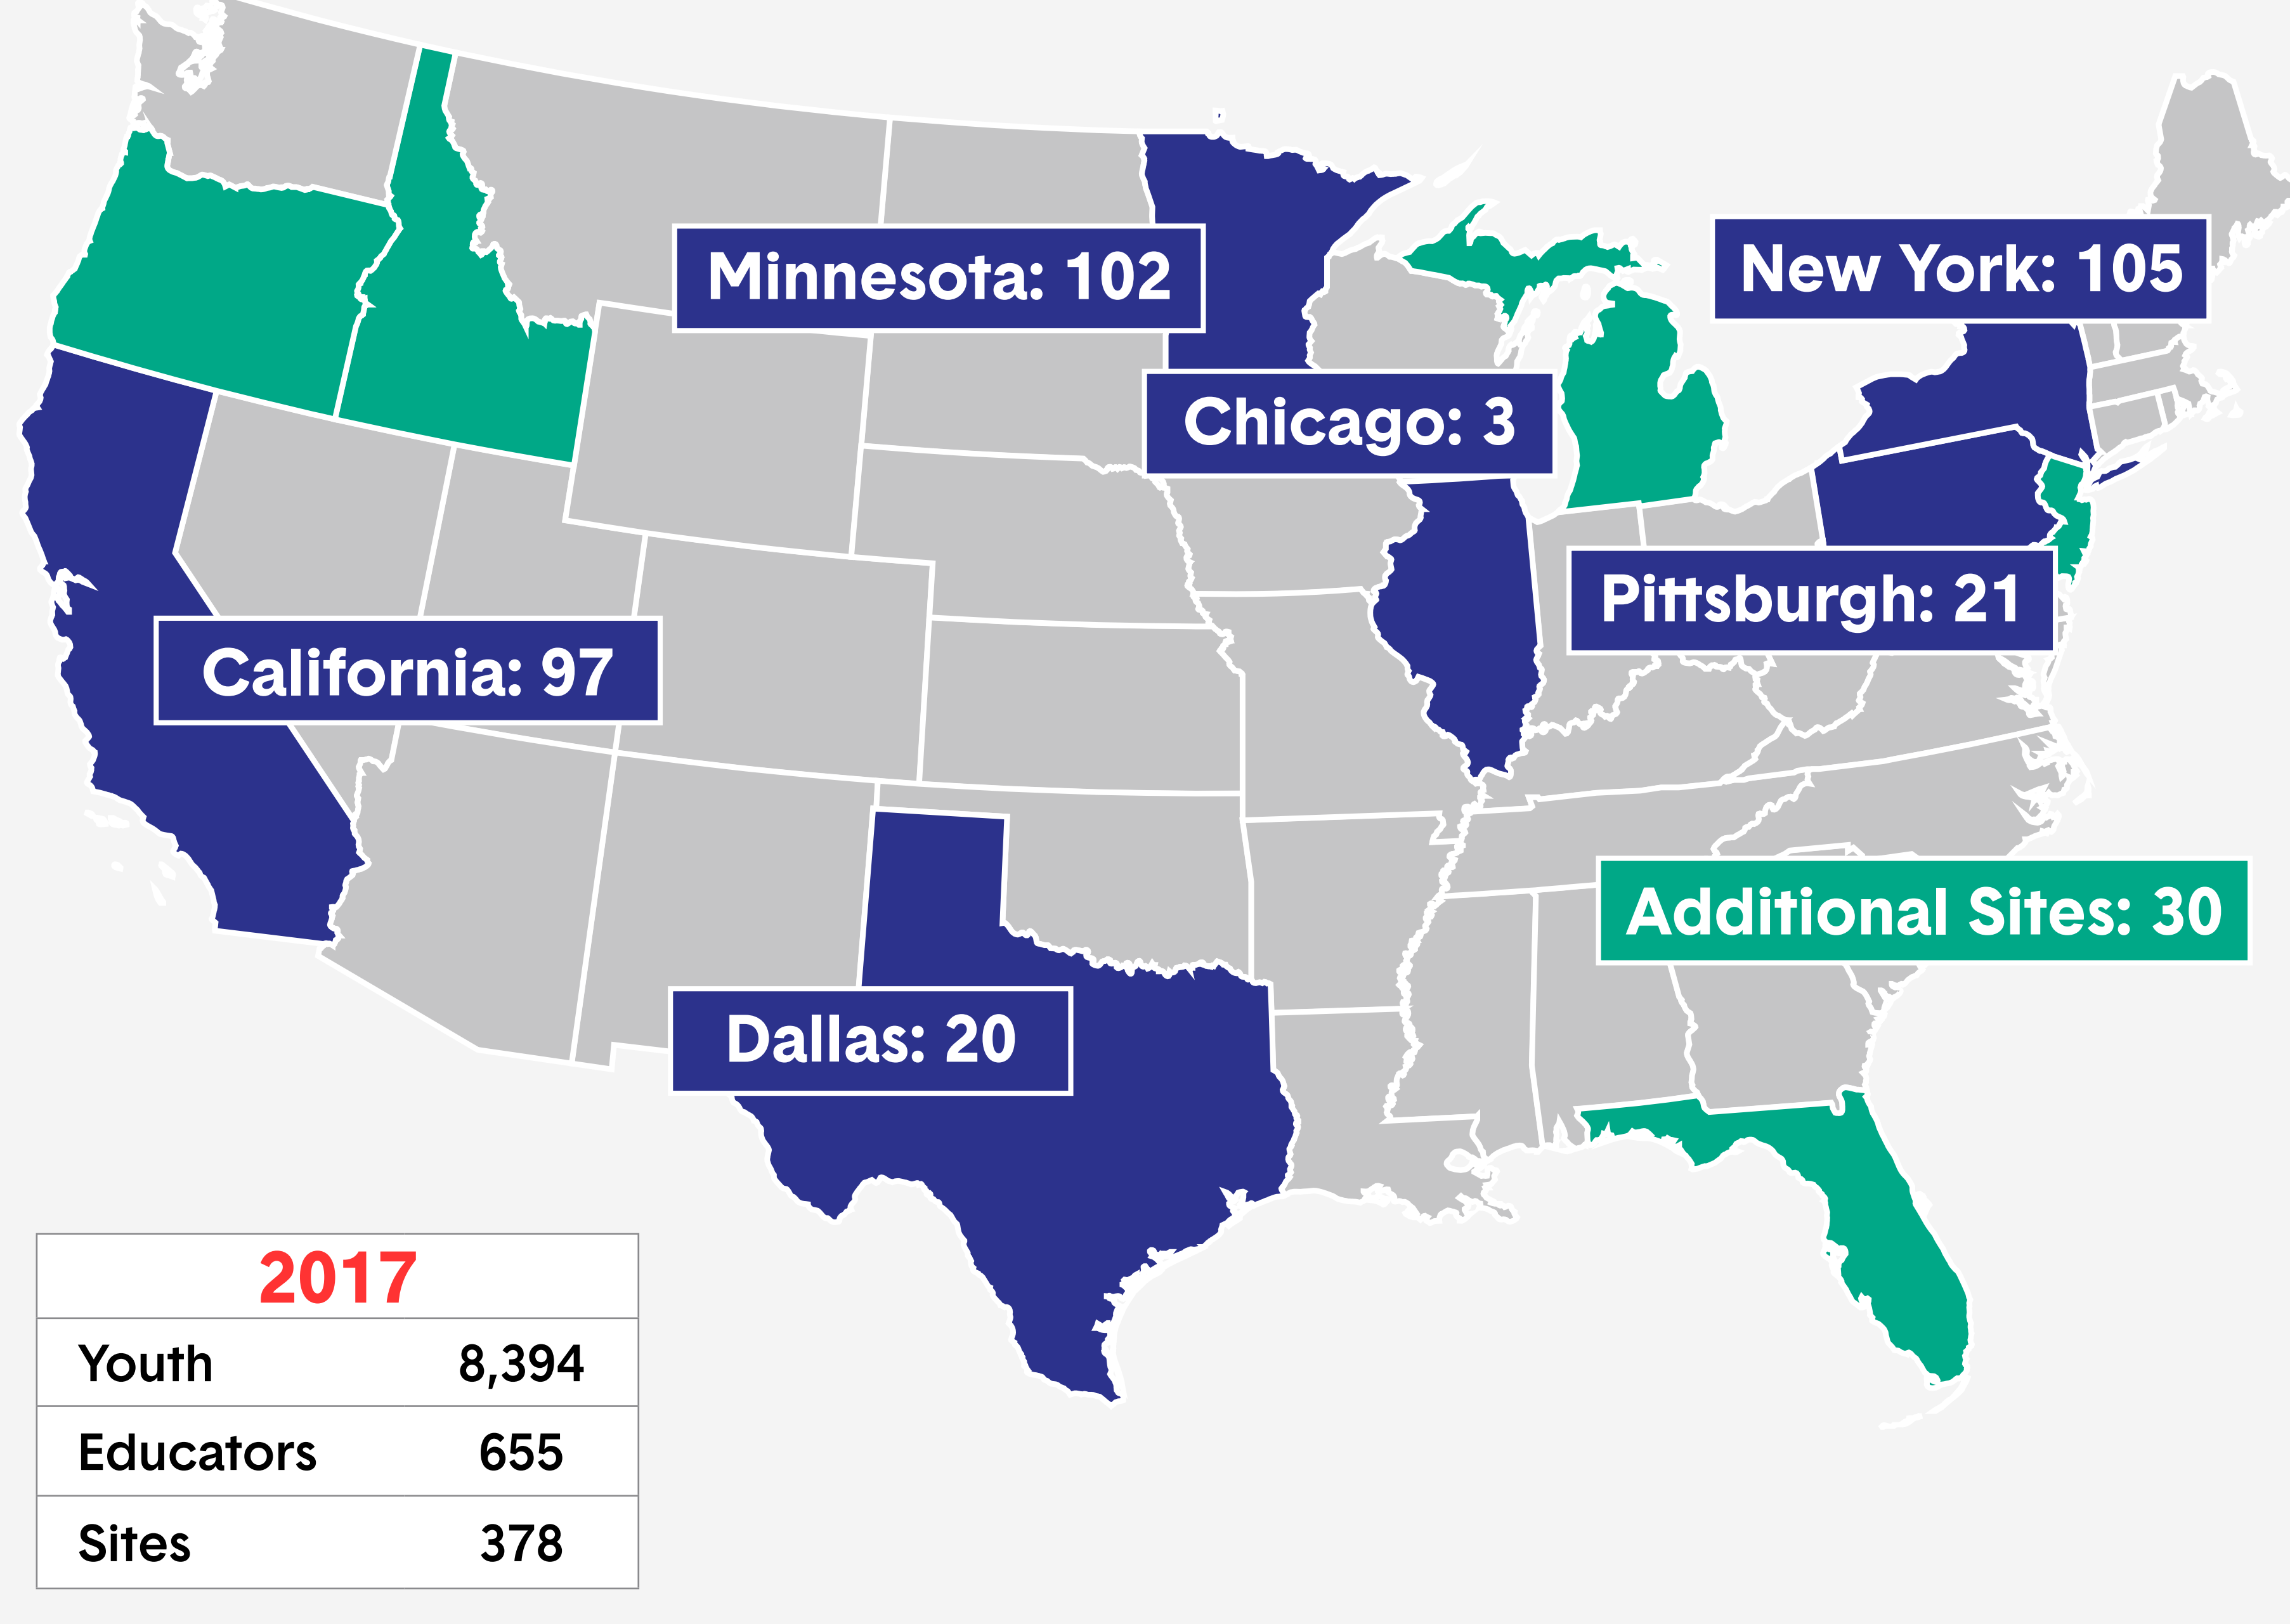 Minnesota: 102
New York: 105
Chicago: 3
Pittsburgh: 21
California: 97
Additional Sites: 30
Dallas: 20
2017
Youth 8,394
Educators 655
Sites 378